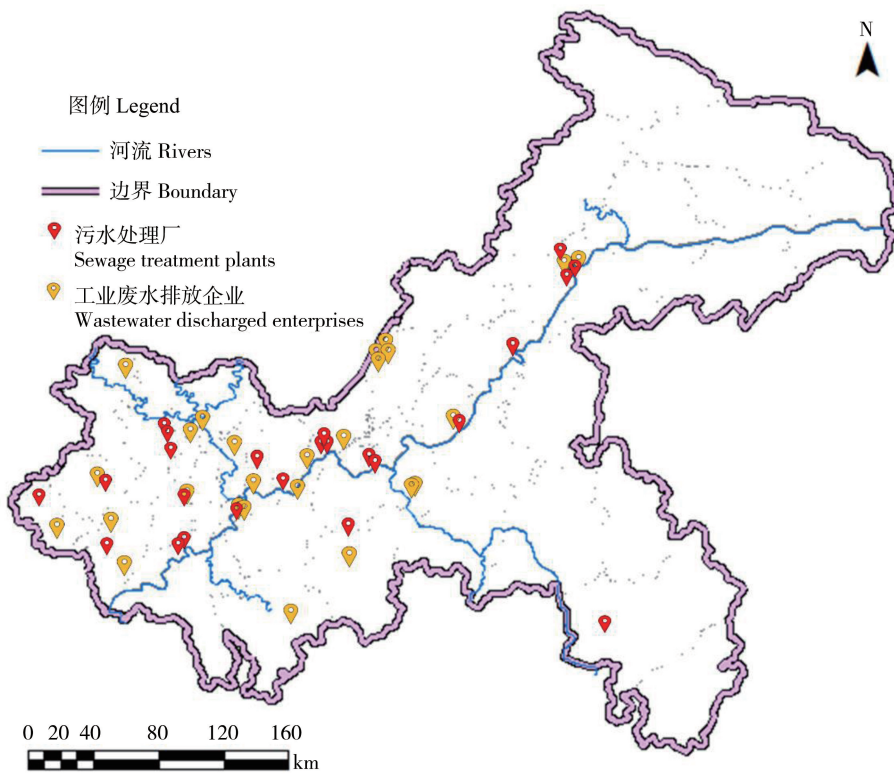 N
图例 Legend
河流 Rivers
边界 Boundary
污水处理厂
Sewage treatment plants
工业废水排放企业
Wastewater discharged enterprises
0 20 40 80 120 160
km